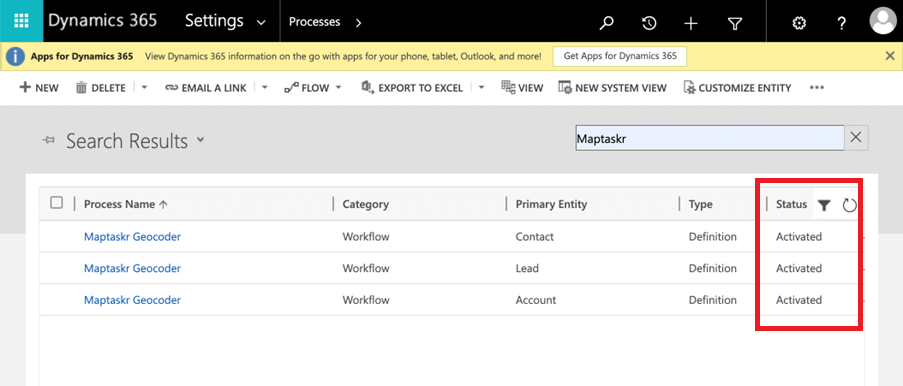 Dynamics 365 Settings Processes
Apps for Dynamics 365 View Dynamics 365 information on the go with apps for your phone, tablet, Outlook, and more! Get Apps for Dynamics 365
NEW DELETE EMAIL A LINK FLOW EXPORT TO EXCEL VIEW NEW SYSTEM VIEW CUSTOMIZE ENTITY
Search Results Maptaskr
Process Name Category Primary Entity Type Status
Maptaskr Geocoder Workflow Contact Definition Activated
Maptaskr Geocoder Workflow Lead Definition Activated
Maptaskr Geocoder Workflow Account Definition Activated